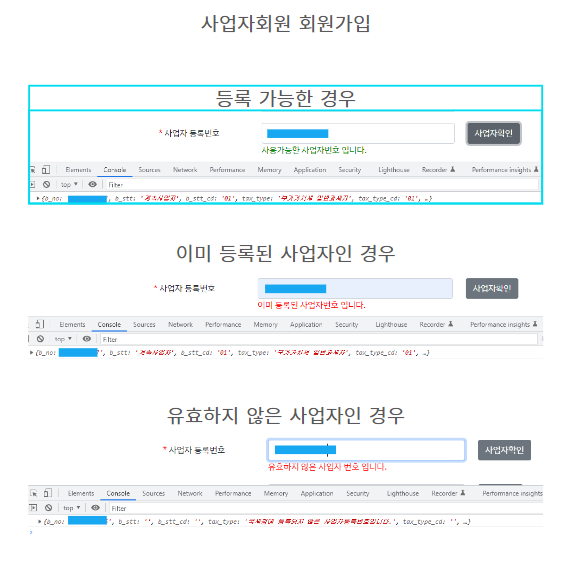 사업자회원 회원가입
등록 가능한 경우
* 사업자 등록번호 사업자확인
사용가능한 사업자번호 입니다.
Elements Console Sources Network Performance Memory Application Security Lighthouse Recorder Performance insights
top ▼ Filter
▶{b_no: , b_stt: '계속사업자', b_stt_cd: '01', tax_type: '부가가치세 일반과세자', tax_type_cd: '01', …}
이미 등록된 사업자인 경우
* 사업자 등록번호 사업자확인
이미 등록된 사업자번호 입니다.
Elements Console Sources Network Performance Memory Application Security Lighthouse Recorder Performance insights
top ▼ Filter
▶{b_no: ', b_stt: '계속사업자', b_stt_cd: '01', tax_type: '부가가치세 일반과세자', tax_type_cd: '01', …}
유효하지 않은 사업자인 경우
* 사업자 등록번호 사업자확인
유효하지 않은 사업자 번호 입니다.
Elements Console Sources Network Performance Memory Application Security Lighthouse Recorder Performance insights
top ▼ Filter
▶{b_no: ', b_stt: '', b_stt_cd: '', tax_type: '국세청에 등록되지 않은 사업자등록번호입니다.', tax_type_cd: '', …}
›